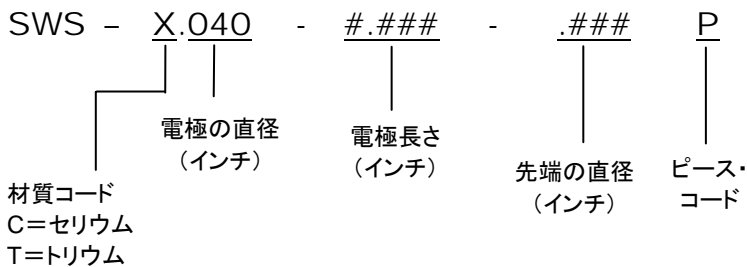 SWS – X.040 - #.### - .### P
電極の直径
（インチ）
電極長さ
（インチ）
先端の直径
（インチ）
ピース・
コード
材質コード
C＝セリウム
T＝トリウム